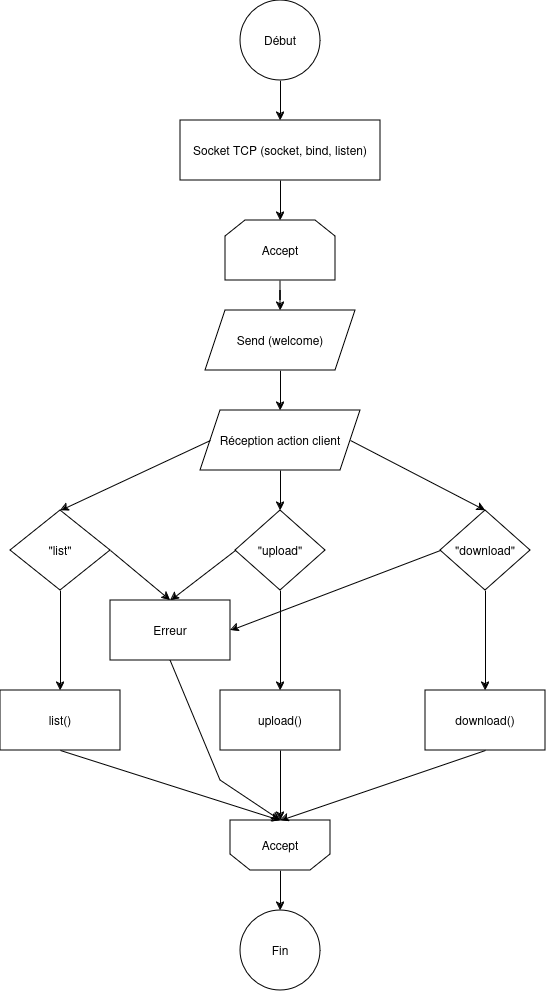 Début
Socket TCP (socket, bind, listen)
Accept
Send (welcome)
Réception action client
"list"
"upload"
"download"
Erreur
list()
upload()
download()
Accept
Fin